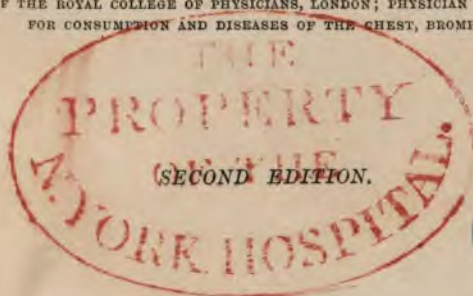 F THE ROYAL COLLEGE OF PHYSICIANS, LONDON; PHYSICIAN
FOR CONSUMPTION AND DISEASES OF THE CHEST, BROMP
THE
PROPERTY
OF THE
SECOND EDITION.
N. YORK HOSPITAL.